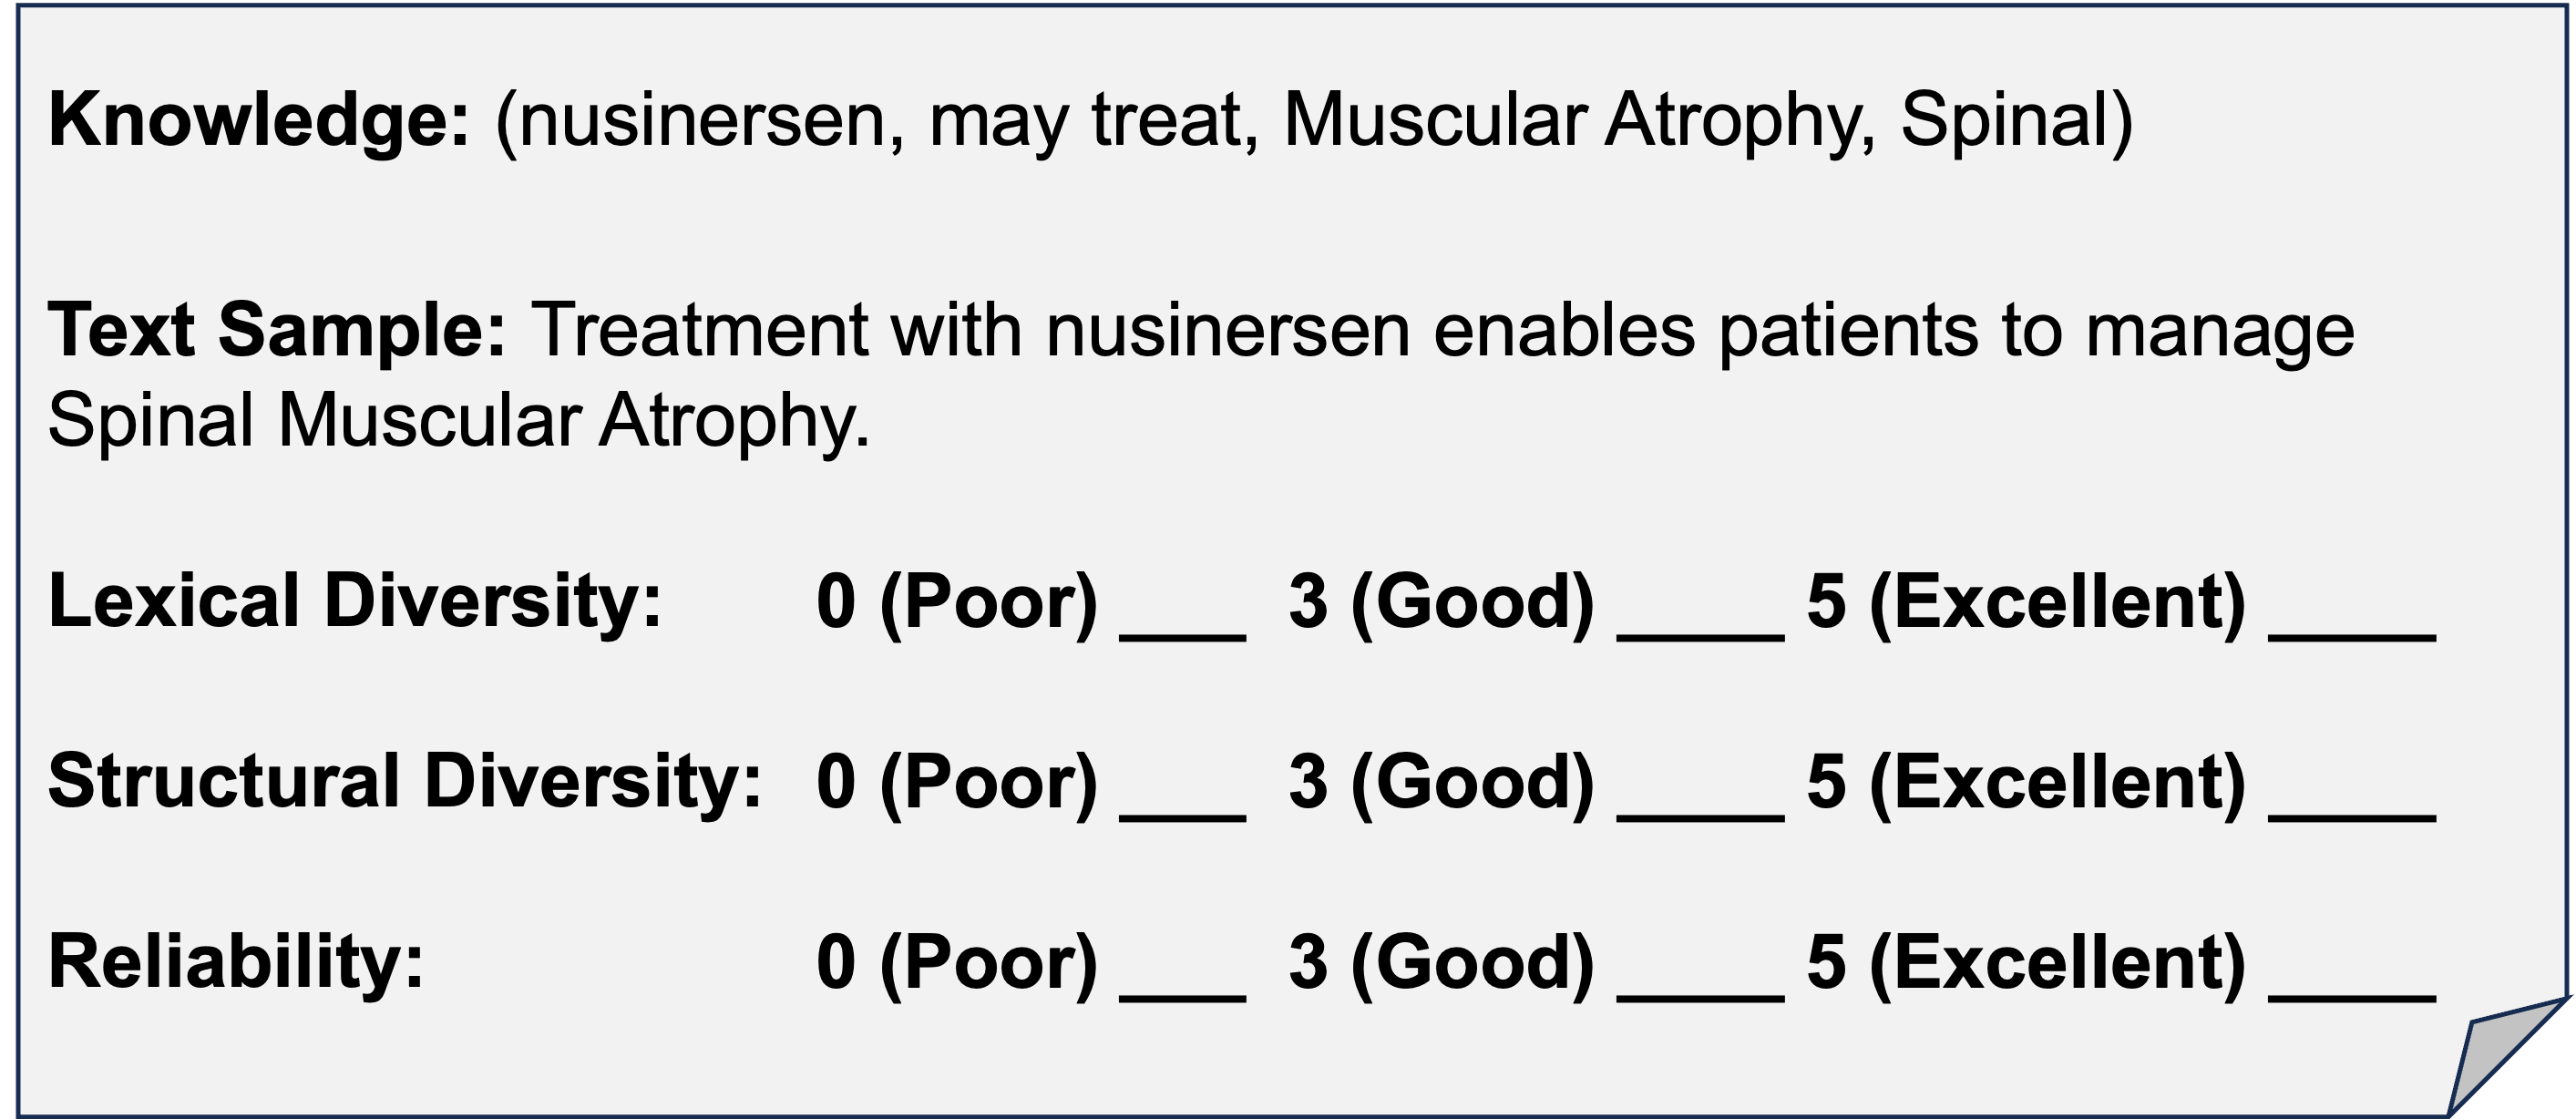 Knowledge: (nusinersen, may treat, Muscular Atrophy, Spinal)
Text Sample: Treatment with nusinersen enables patients to manage
Spinal Muscular Atrophy.
Lexical Diversity: 0 (Poor) ___ 3 (Good) ____ 5 (Excellent) ____
Structural Diversity: 0 (Poor) ___ 3 (Good) ____ 5 (Excellent) ____
Reliability: 0 (Poor) ___ 3 (Good) ____ 5 (Excellent) ____